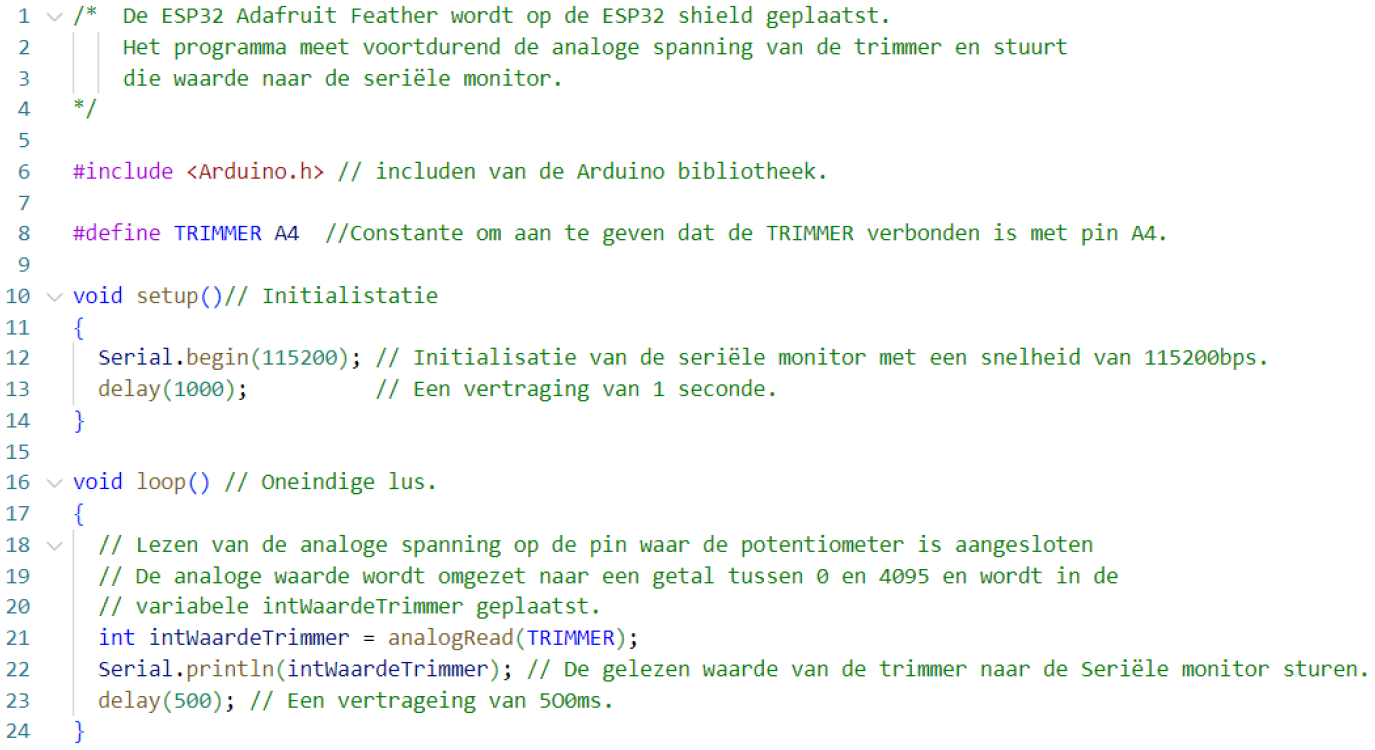 1 /*  De ESP32 Adafruit Feather wordt op de ESP32 shield geplaatst.
2     Het programma meet voortdurend de analoge spanning van de trimmer en stuurt
3     die waarde naar de seriële monitor.
4 */
5
6 #include <Arduino.h> // includen van de Arduino bibliotheek.
7
8 #define TRIMMER A4  //Constante om aan te geven dat de TRIMMER verbonden is met pin A4.
9
10 void setup()// Initialistatie
11 {
12   Serial.begin(115200); // Initialisatie van de seriële monitor met een snelheid van 115200bps.
13   delay(1000);          // Een vertraging van 1 seconde.
14 }
15
16 void loop() // Oneindige lus.
17 {
18   // Lezen van de analoge spanning op de pin waar de potentiometer is aangesloten
19   // De analoge waarde wordt omgezet naar een getal tussen 0 en 4095 en wordt in de
20   // variabele intWaardeTrimmer geplaatst.
21   int intWaardeTrimmer = analogRead(TRIMMER);
22   Serial.println(intWaardeTrimmer); // De gelezen waarde van de trimmer naar de Seriële monitor sturen.
23   delay(500); // Een vertrageing van 500ms.
24 }